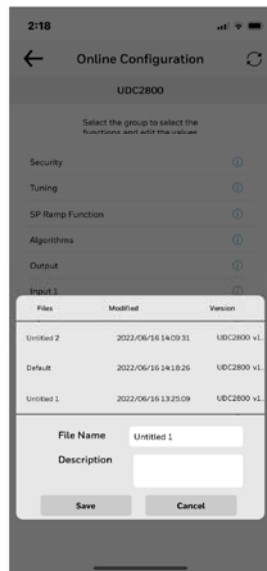 2:18
Online Configuration
UDC2800
Select the group to select the
functions and edit the values
Security
Tuning
SP Ramp Function
Algorithms
Output
Input 1
Files Modified Version
Untitled 2 2022/06/16 14:09:31 UDC2800 v1..
Default 2022/06/16 14:18:26 UDC2800 v1..
Untitled 1 2022/06/16 13:25:09 UDC2800 v1..
File Name Untitled 1
Description
Save Cancel